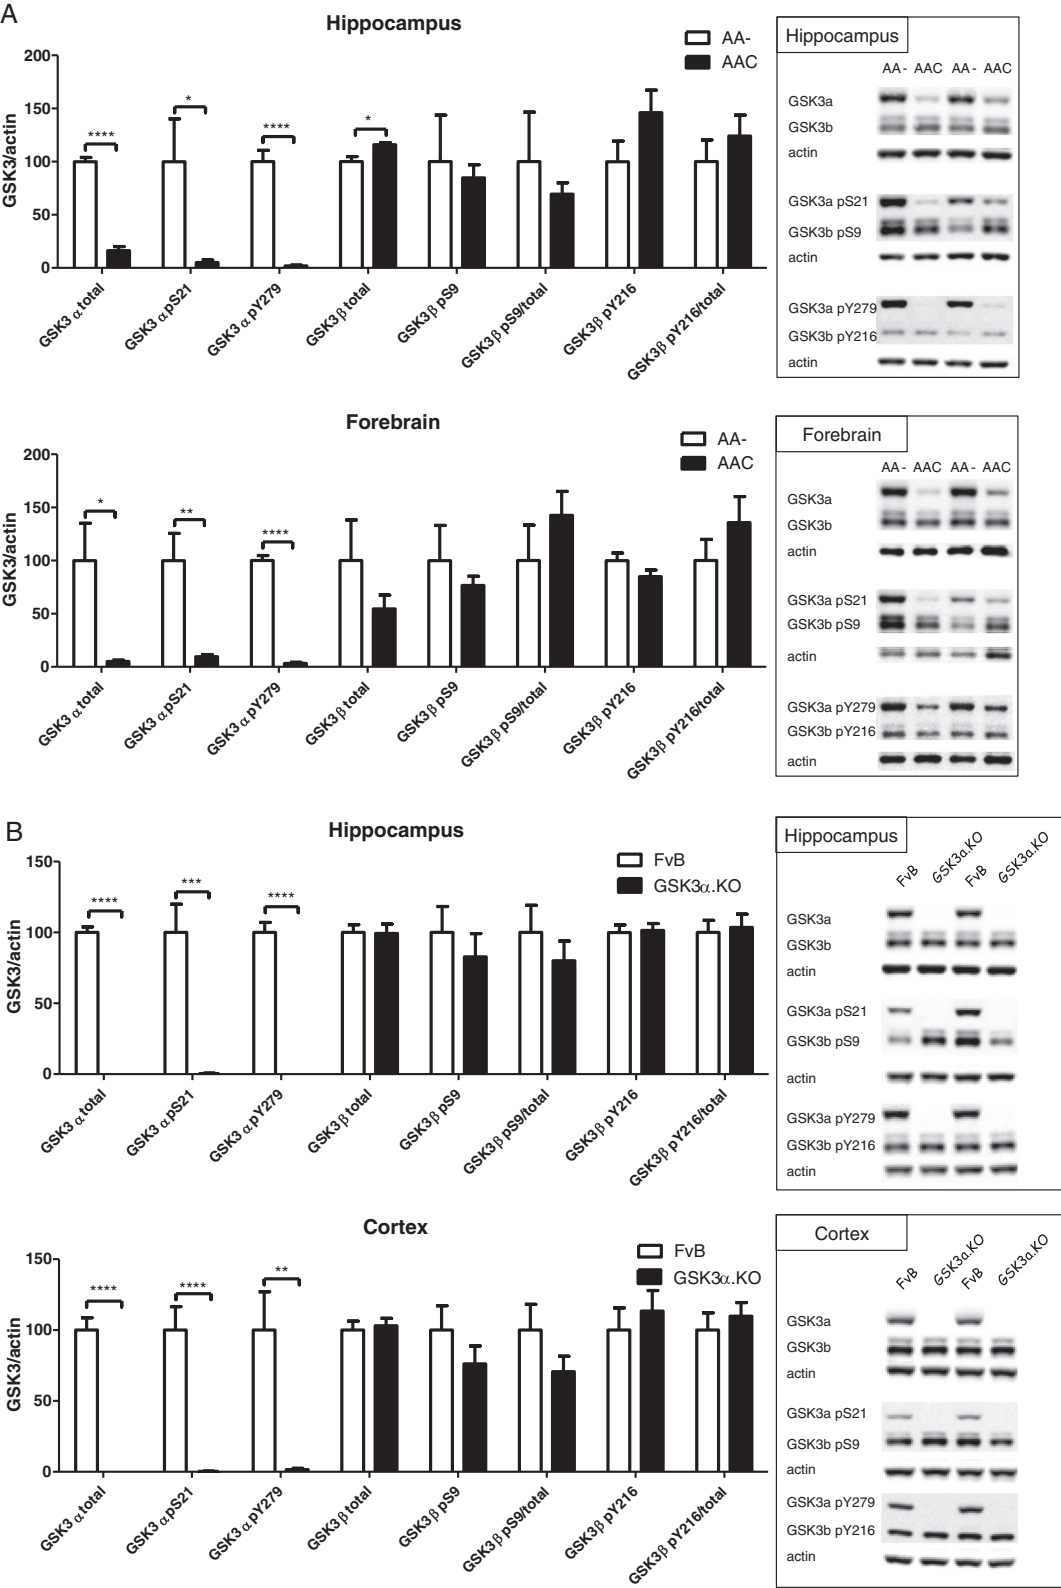 A
Hippocampus
AA-
AAC
GSK3/actin
200
150
100
50
0
****
*
****
*
GSK3 α total
GSK3 α pS21
GSK3 α pY279
GSK3 β total
GSK3 β pS9
GSK3 β pS9/total
GSK3β pY216
GSK3β pY216/total
Hippocampus
AA- AAC AA- AAC
GSK3a
GSK3b
actin
GSK3a pS21
GSK3b pS9
actin
GSK3a pY279
GSK3b pY216
actin
Forebrain
AA-
AAC
GSK3/actin
200
150
100
50
0
*
**
****
GSK3 α total
GSK3 α pS21
GSK3 α pY279
GSK3 β total
GSK3β pS9
GSK3β pS9/total
GSK3β pY216
GSK3β pY216/total
Forebrain
AA- AAC AA- AAC
GSK3a
GSK3b
actin
GSK3a pS21
GSK3b pS9
actin
GSK3a pY279
GSK3b pY216
actin
B
Hippocampus
FvB
GSK3α.KO
GSK3/actin
150
100
50
0
****
***
****
GSK3 α total
GSK3 α pS21
GSK3 α pY279
GSK3β total
GSK3β pS9
GSK3β pS9/total
GSK3β pY216
GSK3β pY216/total
Hippocampus
FvB GSK3α.KO FvB GSK3α.KO
GSK3a
GSK3b
actin
GSK3a pS21
GSK3b pS9
actin
GSK3a pY279
GSK3b pY216
actin
Cortex
FvB
GSK3α.KO
GSK3/actin
150
100
50
0
****
****
**
GSK3 α total
GSK3 α pS21
GSK3 α pY279
GSK3β total
GSK3β pS9
GSK3β pS9/total
GSK3β pY216
GSK3β pY216/total
Cortex
FvB GSK3α.KO FvB GSK3α.KO
GSK3a
GSK3b
actin
GSK3a pS21
GSK3b pS9
actin
GSK3a pY279
GSK3b pY216
actin